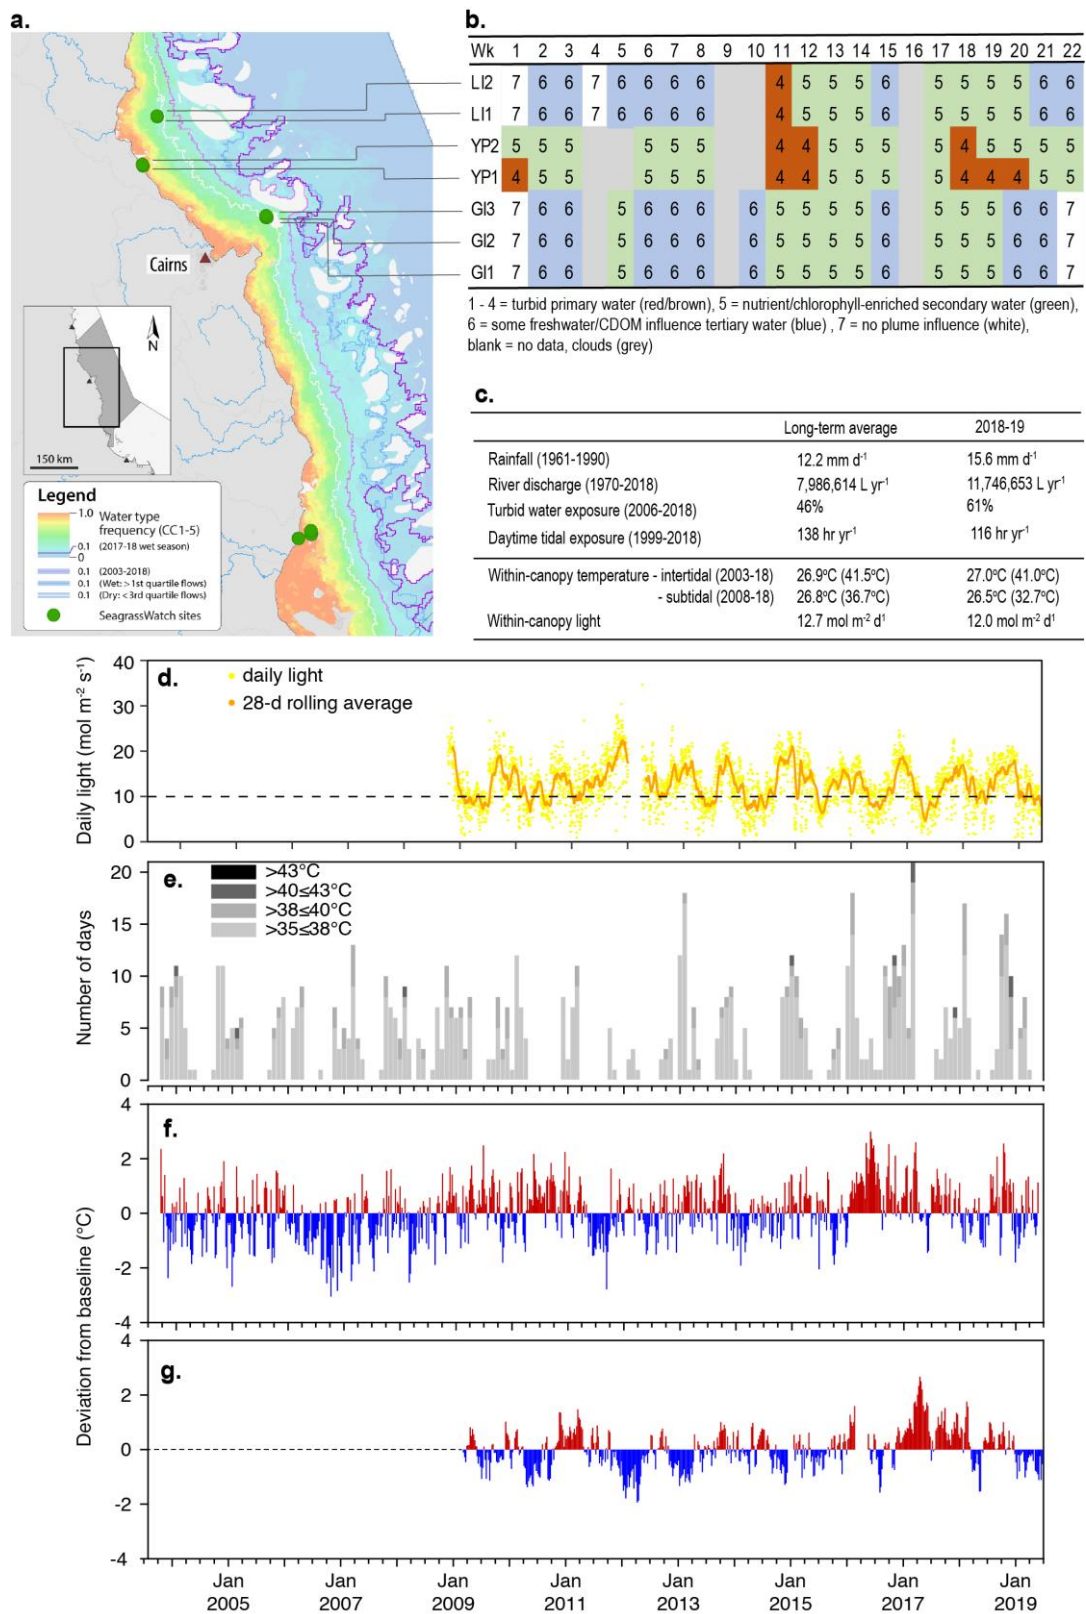 a.
Cairns
N
150 km
Legend
1.0
Water type
frequency (CC1-5)
0.1 (2017-18 wet season)
0
0.1 (2003-2018)
0.1 (Wet: >1st quartile flows)
0.1 (Dry: <3rd quartile flows)
SeagrassWatch sites
b.
Wk 1 2 3 4 5 6 7 8 9 10 11 12 13 14 15 16 17 18 19 20 21 22
LI2 7 6 6 7 6 6 6 6 4 5 5 5 6 5 5 5 5 6 6
LI1 7 6 6 7 6 6 6 6 4 5 5 5 6 5 5 5 5 6 6
YP2 5 5 5 5 5 5 4 4 5 5 5 5 4 5 5 5 5
YP1 4 5 5 5 5 5 4 4 5 5 5 5 4 4 4 5 5
GI3 7 6 6 5 6 6 6 6 5 5 5 5 6 5 5 5 6 6 7
GI2 7 6 6 5 6 6 6 6 5 5 5 5 6 5 5 5 6 6 7
GI1 7 6 6 5 6 6 6 6 5 5 5 5 6 5 5 5 6 6 7
1 - 4 = turbid primary water (red/brown), 5 = nutrient/chlorophyll-enriched secondary water (green),
6 = some freshwater/CDOM influence tertiary water (blue) , 7 = no plume influence (white),
blank = no data, clouds (grey)
c.
Long-term average 2018-19
Rainfall (1961-1990) 12.2 mm d-1 15.6 mm d-1
River discharge (1970-2018) 7,986,614 L yr-1 11,746,653 L yr-1
Turbid water exposure (2006-2018) 46% 61%
Daytime tidal exposure (1999-2018) 138 hr yr-1 116 hr yr-1
Within-canopy temperature - intertidal (2003-18) 26.9ºC (41.5ºC) 27.0ºC (41.0ºC)
- subtidal (2008-18) 26.8ºC (36.7ºC) 26.5ºC (32.7ºC)
Within-canopy light 12.7 mol m-2 d1 12.0 mol m-2 d1
d.
daily light
28-d rolling average
Daily light (mol m-2 s-1)
40
30
20
10
0
e.
>43°C
>40≤43°C
>38≤40°C
>35≤38°C
Number of days
20
15
10
5
0
f.
4
2
0
-2
-4
Deviation from baseline (°C)
g.
4
2
0
-2
-4
Jan Jan Jan Jan Jan Jan Jan Jan
2005 2007 2009 2011 2013 2015 2017 2019